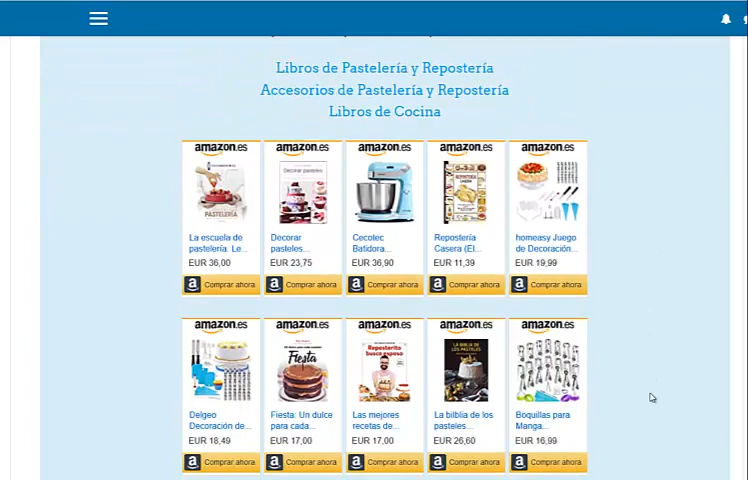 Libros de Pastelería y Repostería
Accesorios de Pastelería y Repostería
Libros de Cocina
amazon.es
amazon.es
amazon.es
amazon.es
amazon.es
PASTELERÍA
Decorar pasteles
REPOSTERÍA
CASERA
La escuela de
pastelería. Le...
Decorar
pasteles...
Cecotec
Batidora...
Repostería
Casera (El...
homeasy Juego
de Decoración...
EUR 36,00
EUR 23,75
EUR 36,90
EUR 11,39
EUR 19,99
Comprar ahora
Comprar ahora
Comprar ahora
Comprar ahora
Comprar ahora
amazon.es
amazon.es
amazon.es
amazon.es
amazon.es
Fiesta
Reposterito
busca esposa
LA BIBLIA DE
LOS PASTELES
Delgeo
Decoración de...
Fiesta: Un dulce
para cada...
Las mejores
recetas de...
La bilblia de los
pasteles...
Boquillas para
Manga...
EUR 18,49
EUR 17,00
EUR 17,00
EUR 26,60
EUR 16,99
Comprar ahora
Comprar ahora
Comprar ahora
Comprar ahora
Comprar ahora